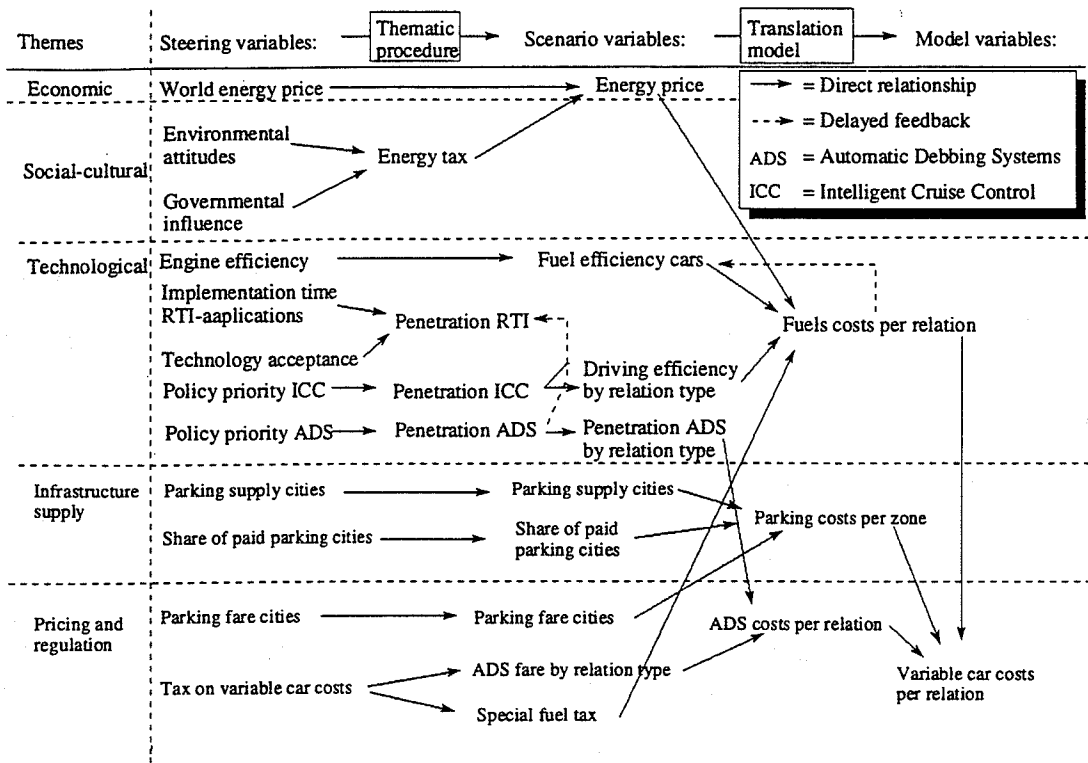 Themes
Steering variables:
Thematic
procedure
Scenario variables:
Translation
model
Model variables:
Economic
World energy price
Energy price
= Direct relationship
= Delayed feedback
ADS = Automatic Debbing Systems
ICC = Intelligent Cruise Control
Social-cultural
Environmental
attitudes
Energy tax
Governmental
influence
Technological
Engine efficiency
Fuel efficiency cars
Implementation time
RTI-aaplications
Penetration RTI
Fuels costs per relation
Technology acceptance
Policy priority ICC
Penetration ICC
Driving efficiency
by relation type
Policy priority ADS
Penetration ADS
Penetration ADS
by relation type
Infrastructure
supply
Parking supply cities
Parking supply cities
Parking costs per zone
Share of paid parking cities
Share of paid
parking cities
Pricing and
regulation
Parking fare cities
Parking fare cities
ADS costs per relation
Tax on variable car costs
ADS fare by relation type
Special fuel tax
Variable car costs
per relation